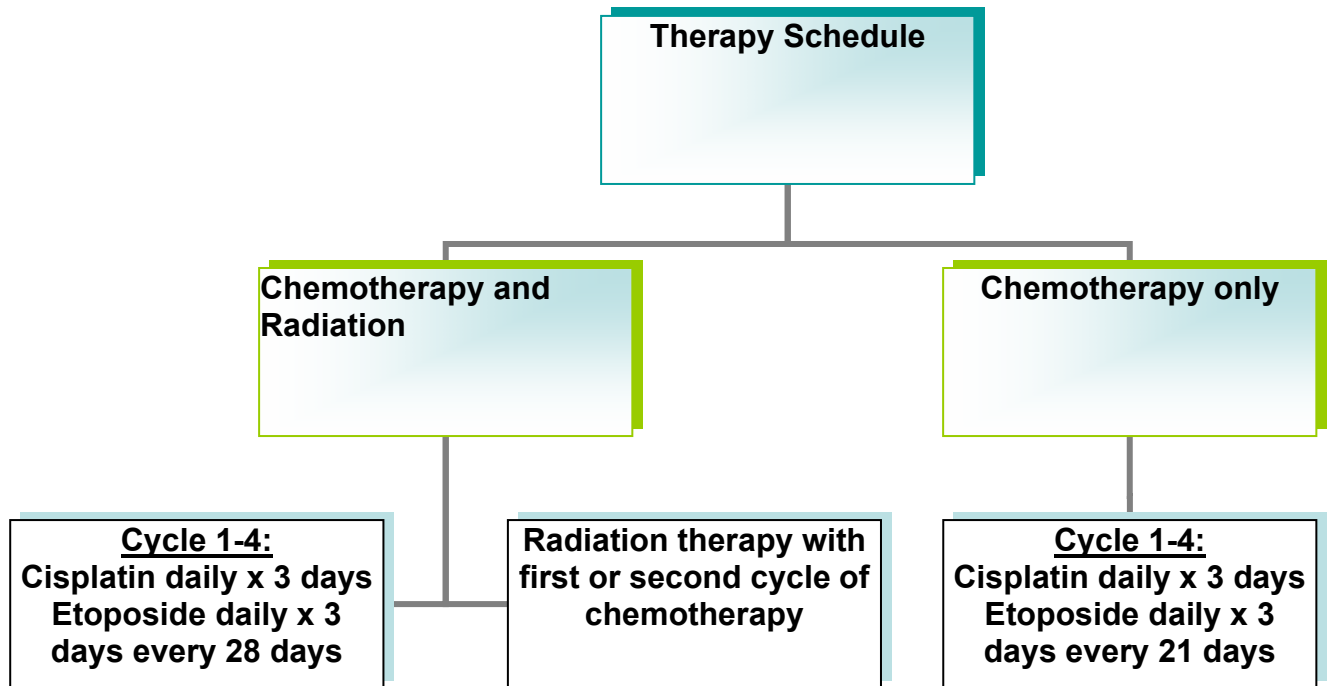 Therapy Schedule
Chemotherapy and
Radiation
Chemotherapy only
Cycle 1-4:
Cisplatin daily x 3 days
Etoposide daily x 3
days every 28 days
Radiation therapy with
first or second cycle of
chemotherapy
Cycle 1-4:
Cisplatin daily x 3 days
Etoposide daily x 3
days every 21 days